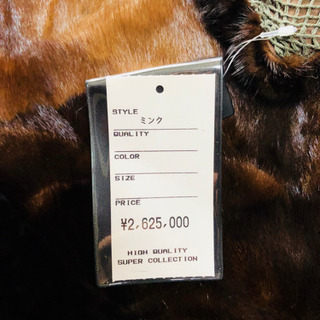 STYLE
ミンク
QUALITY
COLOR
SIZE
PRICE
¥2,625,000
HIGH QUALITY
SUPER COLLECTION